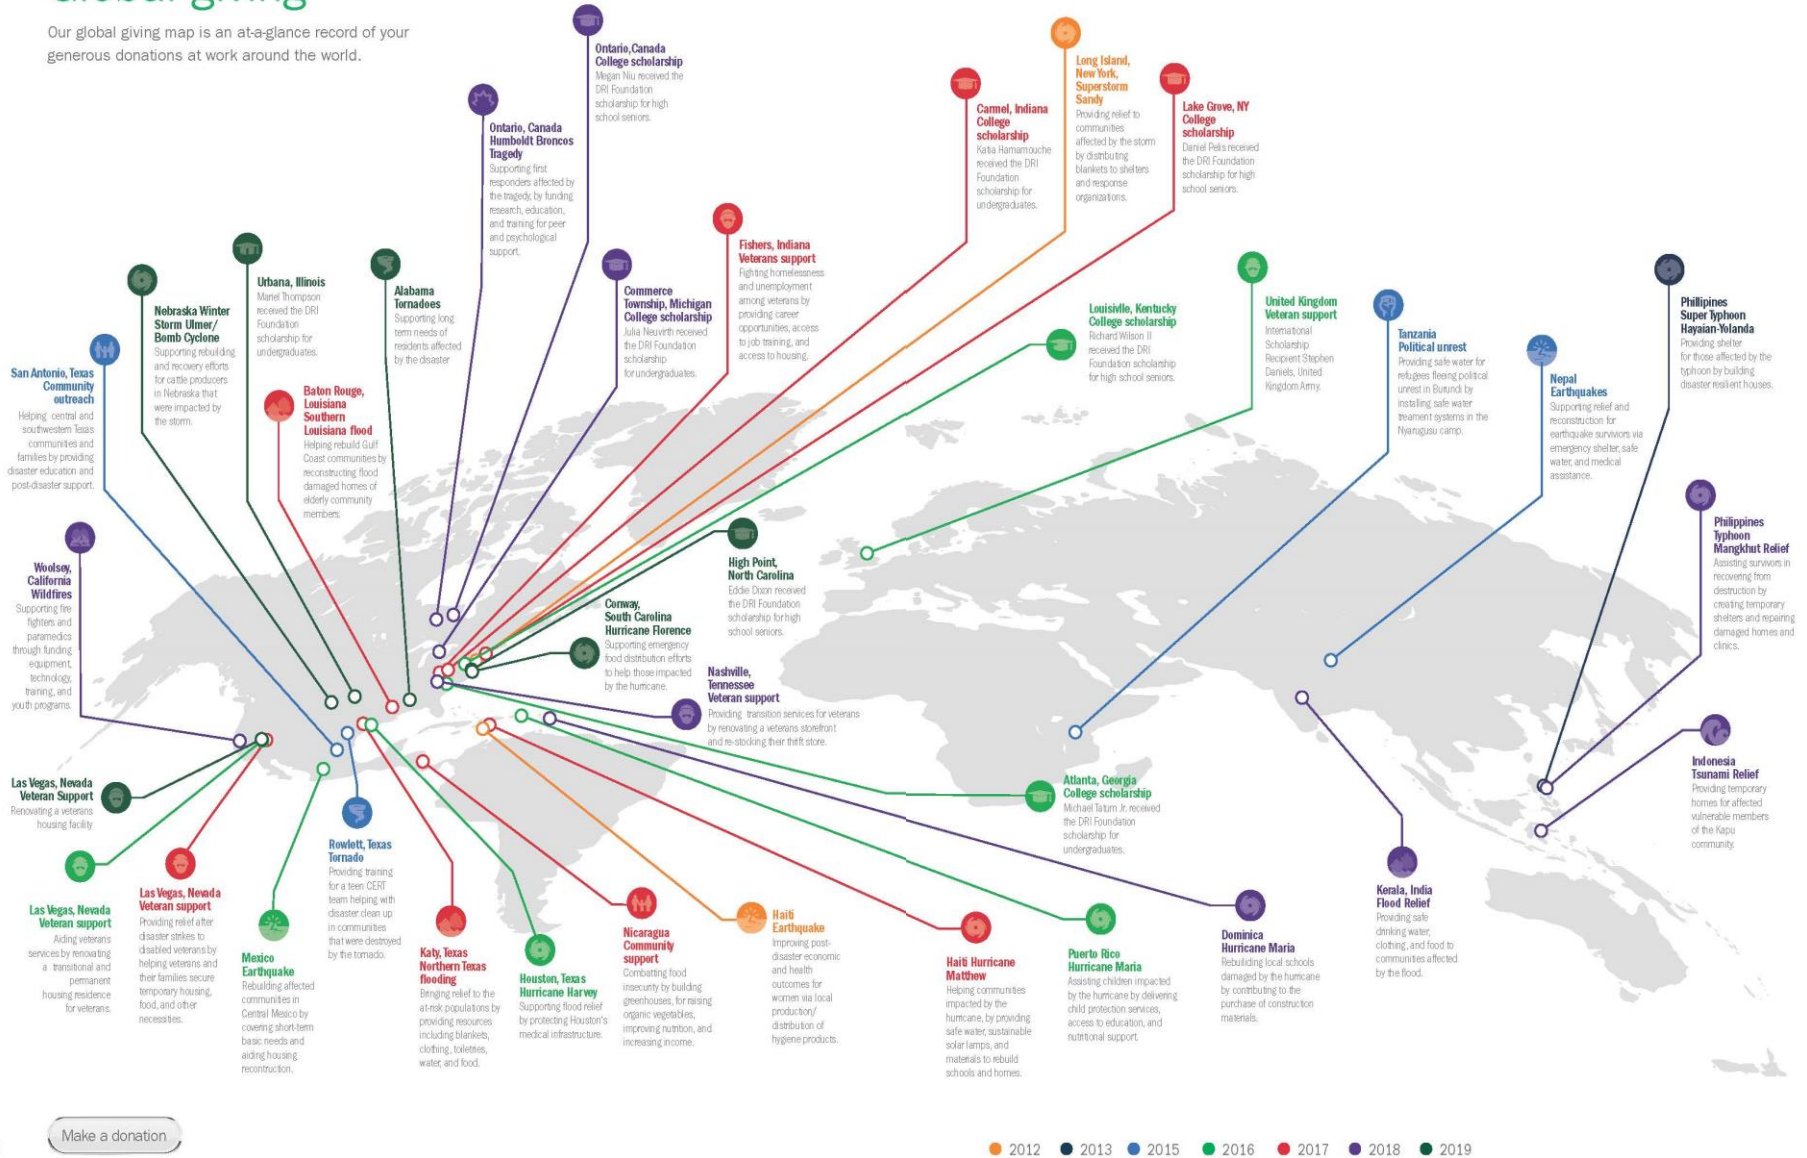 Global giving
Our global giving map is an at-a-glance record of your
generous donations at work around the world.
Ontario,Canada
College scholarship
Megan Niu received the
DRI Foundation
scholarship for high
school seniors.
Ontario, Canada
Humboldt Broncos
Tragedy
Supporting first
responders affected by
the tragedy, by funding
research, education,
and training for peer
and psychological
support.
Carmel, Indiana
College
scholarship
Katia Hamamouche
received the DRI
Foundation
scholarship for
undergraduates.
Long Island,
New York,
Superstorm
Sandy
Providing relief to
communities
affected by the storm
by distributing
blankets to shelters
and response
organizations.
Lake Grove, NY
College
scholarship
Daniel Pelis received
the DRI Foundation
scholarship for high
school seniors.
Fishers, Indiana
Veterans support
Fighting homelessness
and unemployment
among veterans by
providing career
opportunities, access
to job training, and
access to housing.
Commerce
Township, Michigan
College scholarship
Julia Neuvirth received
the DRI Foundation
scholarship
for undergraduates.
Urbana, Illinois
Mariel Thompson
received the DRI
Foundation
scholarship for
undergraduates.
Alabama
Tornadoes
Supporting long
term needs of
residents affected
by the disaster
Nebraska Winter
Storm Ulmer/
Bomb Cyclone
Supporting rebuilding
and recovery efforts
for cattle producers
in Nebraska that
were impacted by
the storm.
San Antonio, Texas
Community
outreach
Helping central and
southwestern Texas
communities and
families by providing
disaster education and
post-disaster support.
Baton Rouge,
Louisiana
Southern
Louisiana flood
Helping rebuild Gulf
Coast communities by
reconstructing flood
damaged homes of
elderly community
members.
Louisivlle, Kentucky
College scholarship
Richard Wilson II
received the DRI
Foundation scholarship
for high school seniors.
United Kingdom
Veteran support
International
Scholarship
Recipient Stephen
Daniels, United
Kingdom Army.
Tanzania
Political unrest
Providing safe water for
refugees fleeing political
unrest in Burundi by
installing safe water
treament systems in the
Nyarugusu camp.
Nepal
Earthquakes
Supporting relief and
reconstruction for
earthquake survivors via
emergency shelter, safe
water, and medical
assistance.
Phillipines
Super Typhoon
Hayaian-Yolanda
Providing shelter
for those affected by the
typhoon by building
disaster resilient houses.
Philippines
Typhoon
Mangkhut Relief
Assisting survivors in
recovering from
destruction by
creating temporary
shelters and repairing
damaged homes and
clinics.
Woolsey,
California
Wildfires
Supporting fire
fighters and
paramedics
through funding
equipment,
technology,
training, and
youth programs.
High Point,
North Carolina
Eddie Dixon received
the DRI Foundation
scholarship for high
school seniors.
Conway,
South Carolina
Hurricane Florence
Supporting emergency
food distribution efforts
to help those impacted
by the hurricane.
Nashville,
Tennessee
Veteran support
Providing transition services for veterans
by renovating a veterans storefront
and re-stocking their thrift store.
Indonesia
Tsunami Relief
Providing temporary
homes for affected
vulnerable members
of the Kapu
community.
Las Vegas, Nevada
Veteran Support
Renovating a veterans
housing facility
Atlanta, Georgia
College scholarship
Michael Tatum Jr. received
the DRI Foundation
scholarship for
undergraduates.
Rowlett, Texas
Tornado
Providing training
for a teen CERT
team helping with
disaster clean up
in communities
that were destroyed
by the tornado.
Las Vegas, Nevada
Veteran support
Aiding veterans
services by renovating
a transitional and
permanent
housing residence
for veterans.
Las Vegas, Nevada
Veteran support
Providing relief after
disaster strikes to
disabled veterans by
helping veterans and
their families secure
temporary housing,
food, and other
necessities.
Mexico
Earthquake
Rebuilding affected
communities in
Central Mexico by
covering short-term
basic needs and
aiding housing
recontruction.
Katy, Texas
Northern Texas
flooding
Bringing relief to the
at-risk populations by
providing resources
including blankets,
clothing, toiletries,
water, and food.
Houston, Texas
Hurricane Harvey
Supporting flood relief
by protecting Houston's
medical infrastructure.
Nicaragua
Community
support
Combatting food
insecurity by building
greenhouses, for raising
organic vegetables,
improving nutrition, and
increasing income.
Haiti
Earthquake
Improving post-
disaster economic
and health
outcomes for
women via local
production/
distribution of
hygiene products.
Haiti Hurricane
Matthew
Helping communities
impacted by the
hurricane, by providing
safe water, sustainable
solar lamps, and
materials to rebuild
schools and homes.
Puerto Rico
Hurricane Maria
Assisting children impacted
by the hurricane by delivering
child protection services,
access to education, and
nutritional support.
Dominica
Hurricane Maria
Rebuilding local schools
damaged by the hurricane
by contributing to the
purchase of construction
materials.
Kerala, India
Flood Relief
Providing safe
drinking water,
clothing, and food to
communities affected
by the flood.
Make a donation
2012 2013 2015 2016 2017 2018 2019